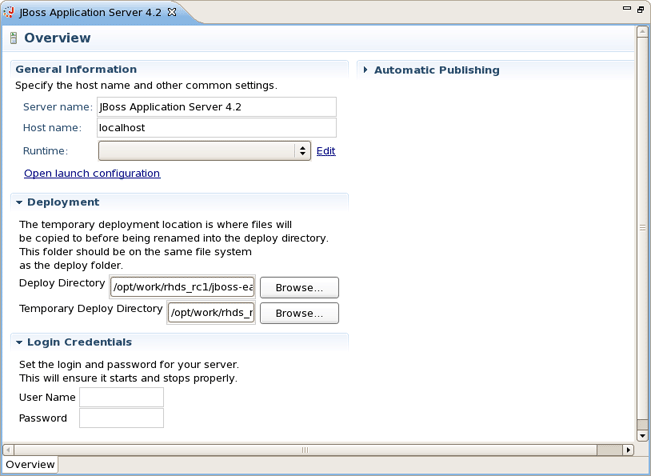 JBoss Application Server 4.2
Overview
General Information
Specify the host name and other common settings.
Server name: JBoss Application Server 4.2
Host name: localhost
Runtime: Edit
Open launch configuration
Deployment
The temporary deployment location is where files will
be copied to before being renamed into the deploy directory.
This folder should be on the same file system
as the deploy folder.
Deploy Directory /opt/work/rhds_rc1/jboss-ea Browse...
Temporary Deploy Directory /opt/work/rhds_r Browse...
Login Credentials
Set the login and password for your server.
This will ensure it starts and stops properly.
User Name
Password
Automatic Publishing
Overview